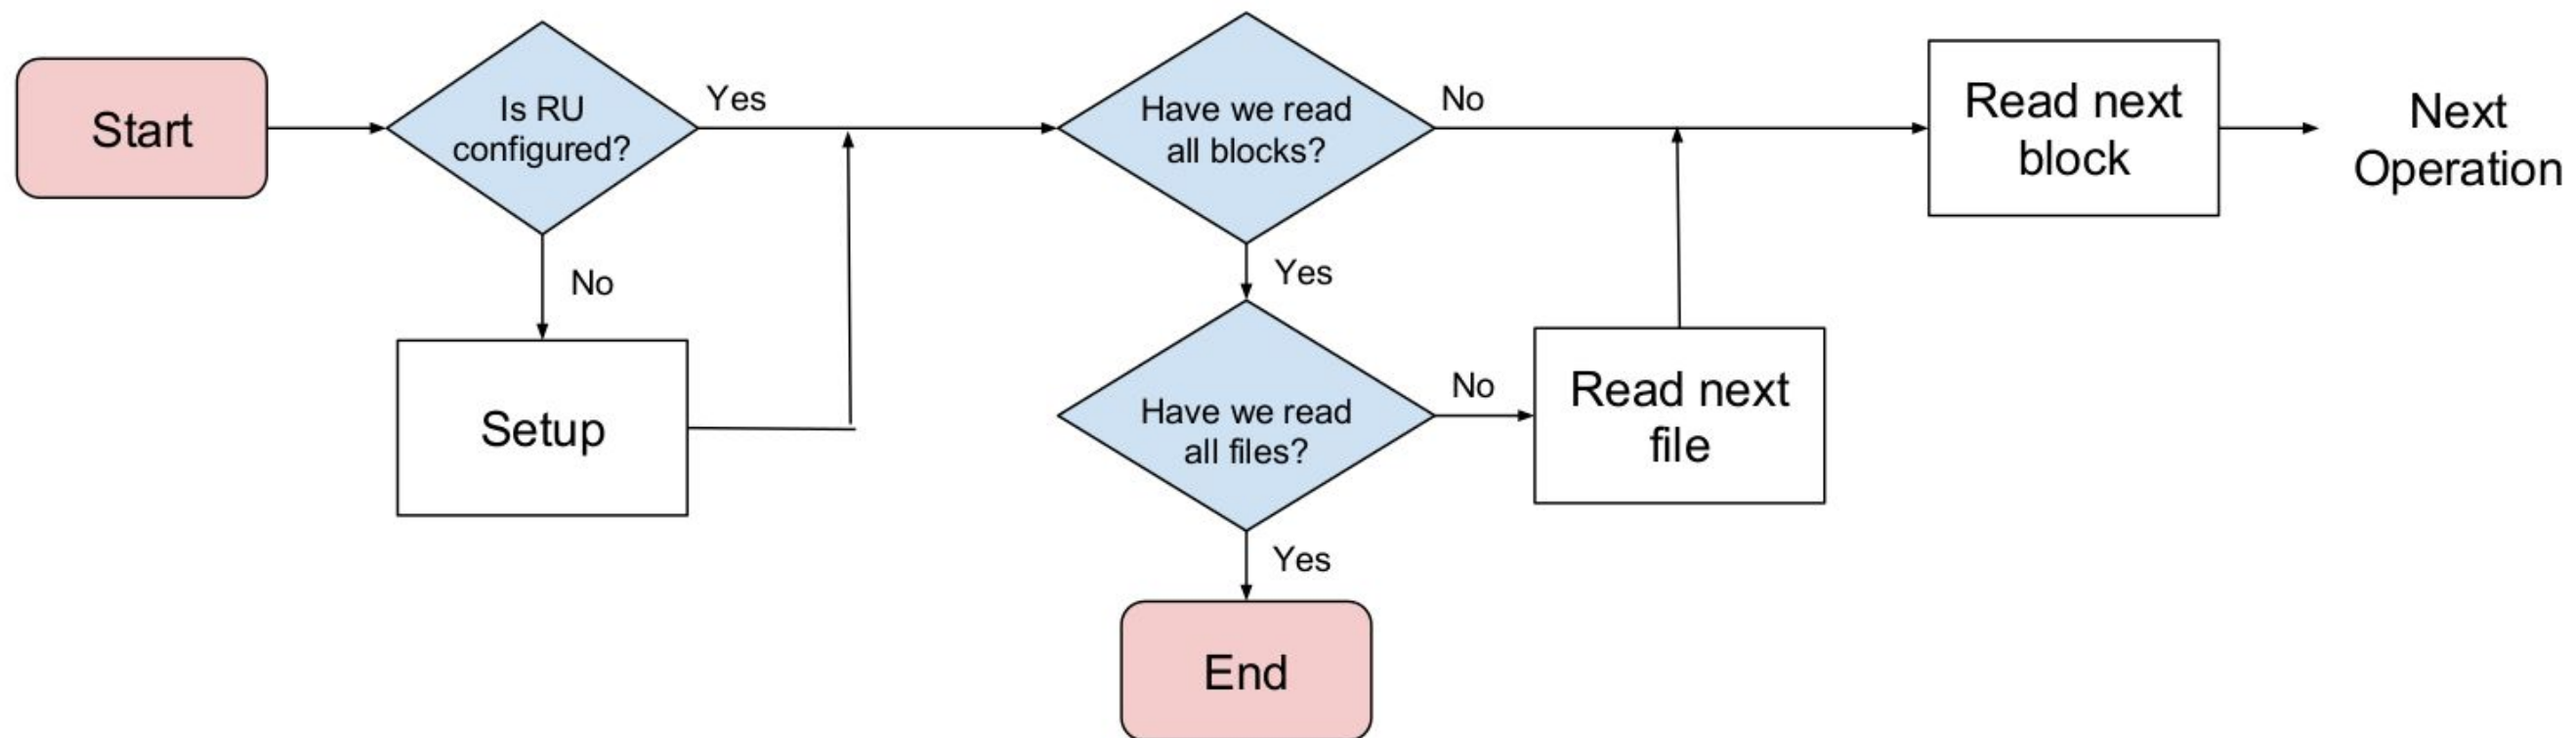 Start
Is RU
configured?
Yes
No
Setup
Have we read
all blocks?
No
Yes
Have we read
all files?
No
Read next
file
Yes
End
Read next
block
Next
Operation